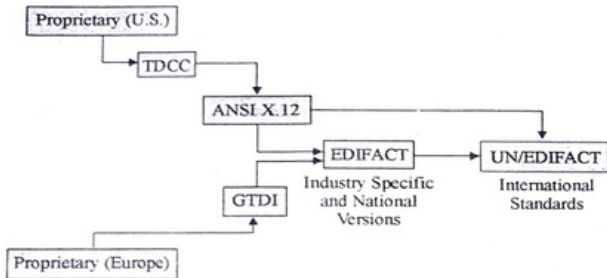 Proprietary (U.S.)
TDCC
ANSI X.12
EDIFACT
UN/EDIFACT
Industry Specific
and National
Versions
International
Standards
GTDI
Proprietary (Europe)